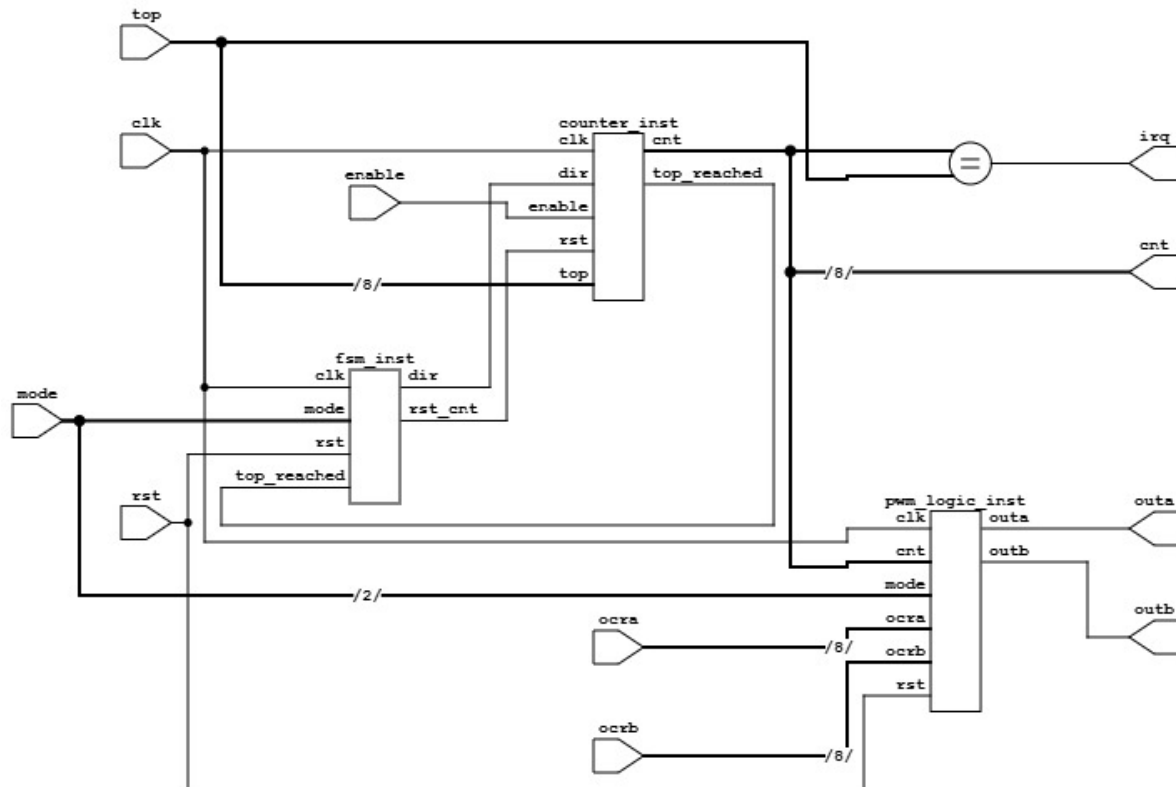 top
clk
counter_inst
clk
cnt
irq
=
enable
dir
top_reached
enable
rst
cnt
top
/8/
/8/
fsm_inst
clk
dir
mode
mode
rst_cnt
rst
top_reached
rst
pwm_logic_inst
clk
outa
outa
cnt
outb
mode
/2/
ocra
ocra
outb
/8/
ocrb
rst
ocrb
/8/